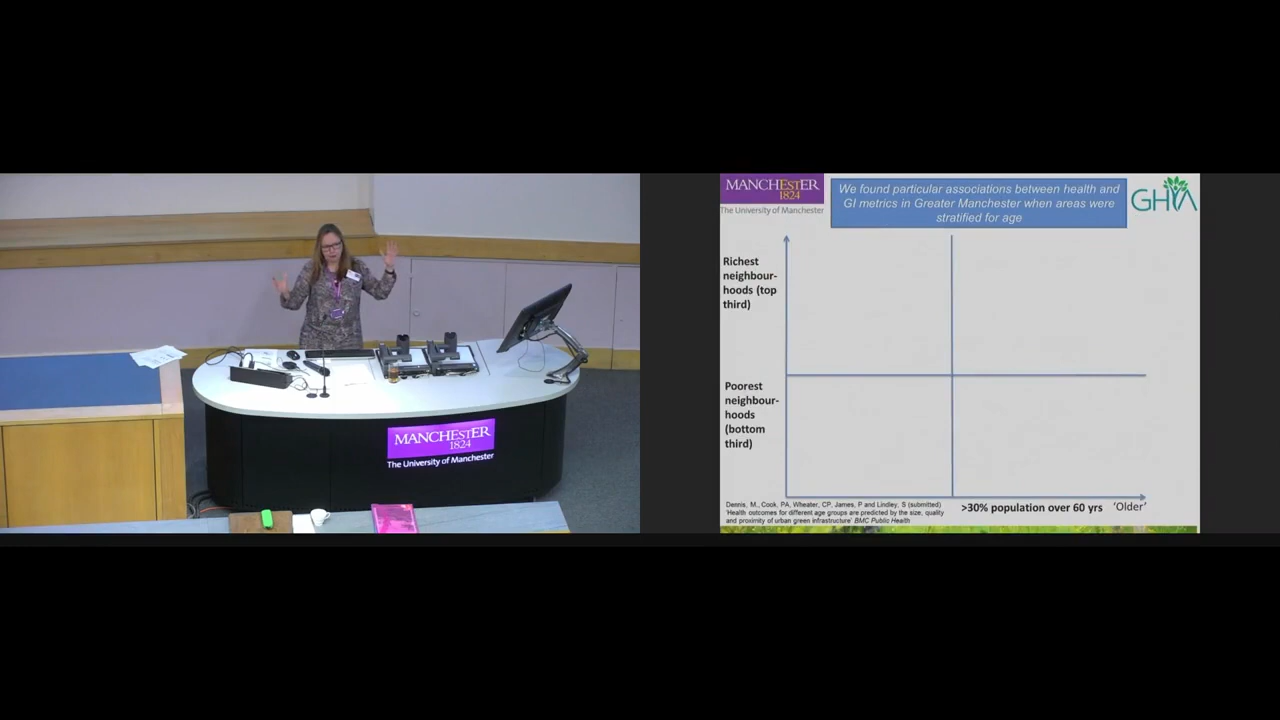 MANCHESTER
1824
The University of Manchester
MANCHESTER
1824
The University of Manchester
We found particular associations between health and
GI metrics in Greater Manchester when areas were
stratified for age
GHIA
Richest
neighbour-
hoods (top
third)
Poorest
neighbour-
hoods
(bottom
third)
Dennis, M., Cook, PA, Wheater, CP, James, P and Lindley, S (submitted)
'Health outcomes for different age groups are predicted by the size, quality
and proximity of urban green infrastructure' BMC Public Health
>30% population over 60 yrs
'Older'